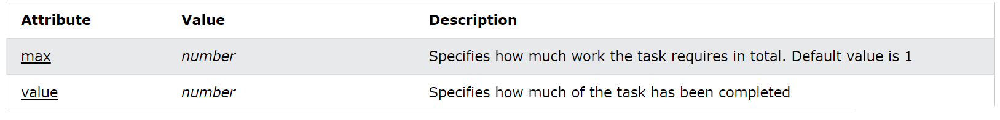 Attribute Value Description
max number Specifies how much work the task requires in total. Default value is 1
value number Specifies how much of the task has been completed